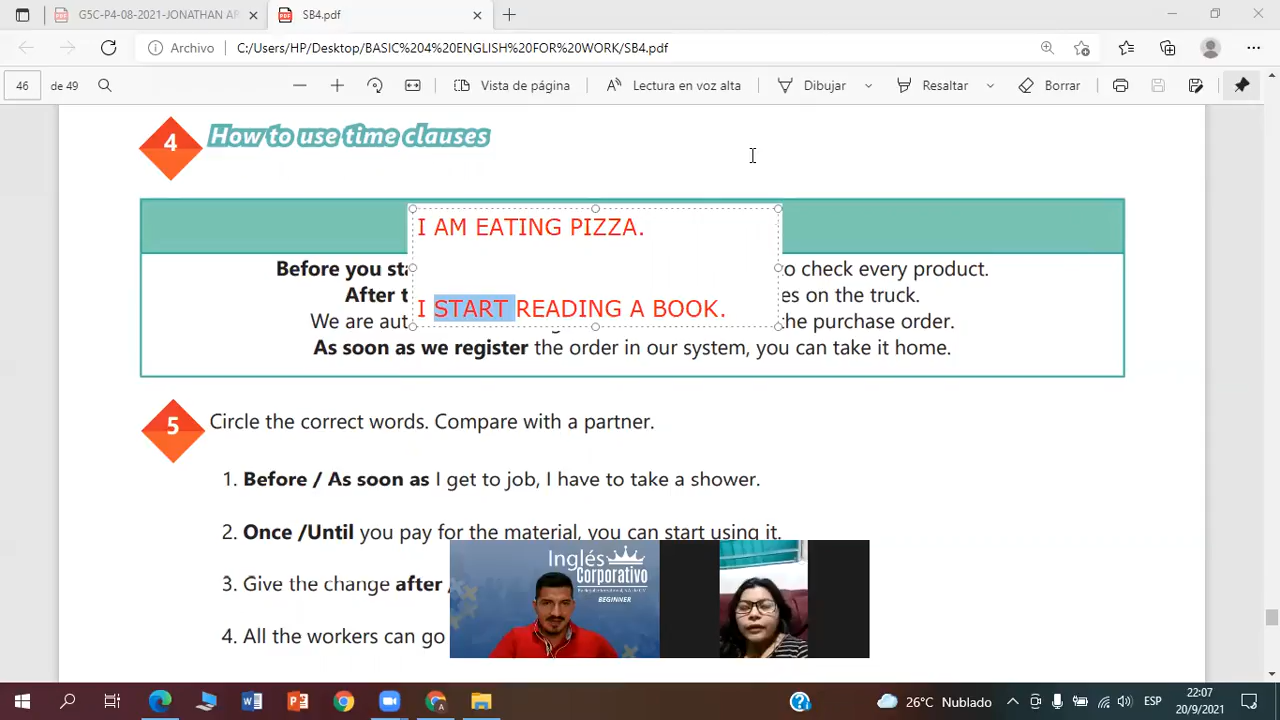 G5C-P4-08-2021-JONATHAN AR
SB4.pdf
Archivo
C:/Users/HP/Desktop/BASIC%204%20ENGLISH%20FOR%20WORK/SB4.pdf
46 de 49
Vista de página
Lectura en voz alta
Dibujar
Resaltar
Borrar
4
How to use time clauses
I AM EATING PIZZA.
Before you sta
o check every product.
After t
es on the truck.
I START READING A BOOK.
We are aut
the purchase order.
As soon as we register the order in our system, you can take it home.
5
Circle the correct words. Compare with a partner.
1. Before / As soon as I get to job, I have to take a shower.
2. Once /Until you pay for the material, you can start using it.
3. Give the change after
4. All the workers can go
Inglés
Corporativo
BEGINNER
26°C Nublado
ESP
22:07
20/9/2021